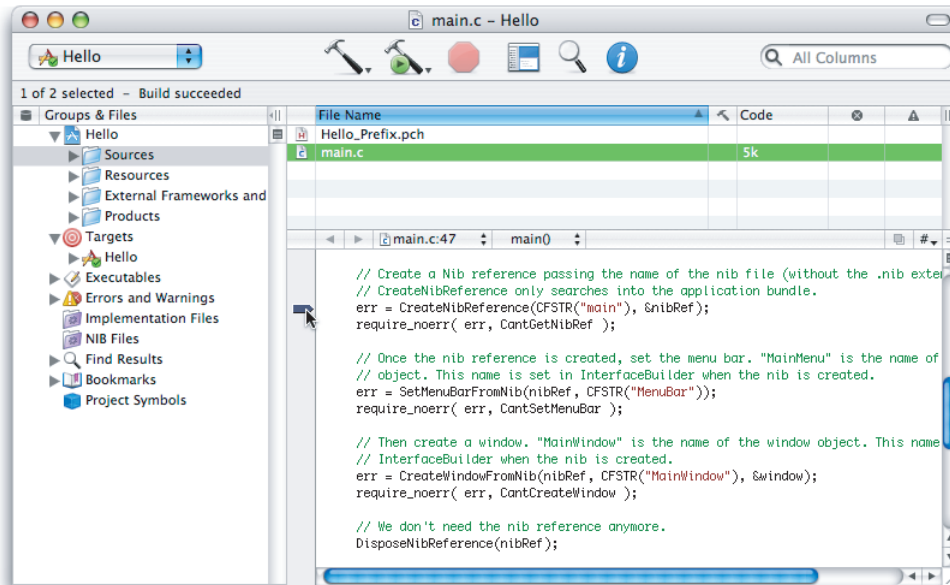 main.c – Hello
Hello
All Columns
1 of 2 selected – Build succeeded
Groups & Files
Hello
Sources
Resources
External Frameworks and
Products
Targets
Hello
Executables
Errors and Warnings
Implementation Files
NIB Files
Find Results
Bookmarks
Project Symbols
File Name
Code
Hello_Prefix.pch
main.c
5k
main.c:47
main()
#
// Create a Nib reference passing the name of the nib file (without the .nib exte
// CreateNibReference only searches into the application bundle.
err = CreateNibReference(CFSTR("main"), &nibRef);
require_noerr( err, CantGetNibRef );
// Once the nib reference is created, set the menu bar. "MainMenu" is the name of
// object. This name is set in InterfaceBuilder when the nib is created.
err = SetMenuBarFromNib(nibRef, CFSTR("MenuBar"));
require_noerr( err, CantSetMenuBar );
// Then create a window. "MainWindow" is the name of the window object. This name
// InterfaceBuilder when the nib is created.
err = CreateWindowFromNib(nibRef, CFSTR("MainWindow"), &window);
require_noerr( err, CantCreateWindow );
// We don't need the nib reference anymore.
DisposeNibReference(nibRef);